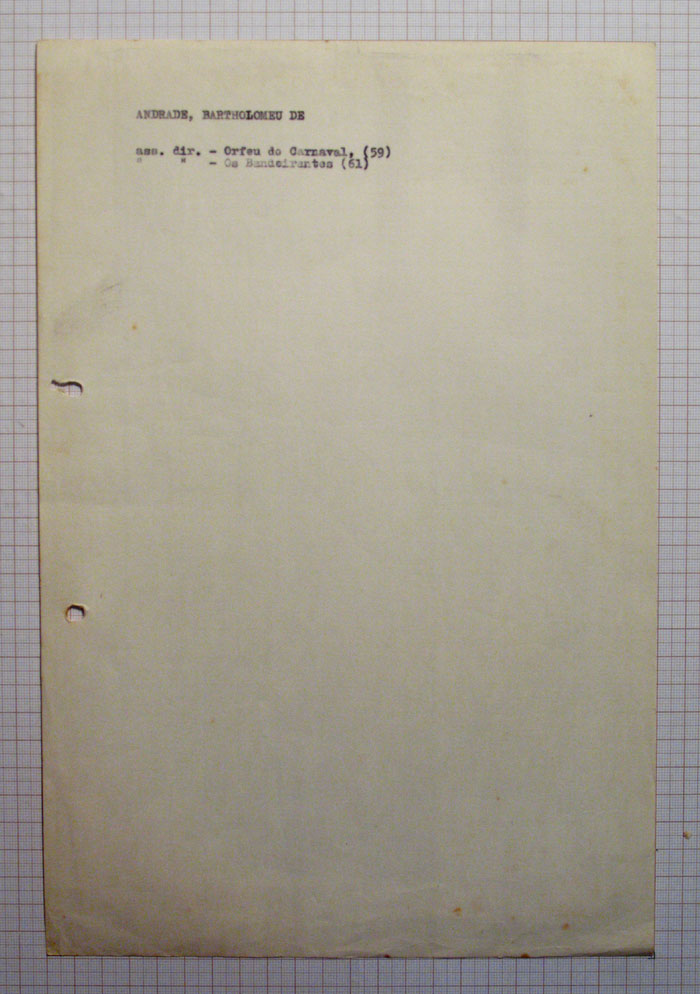 ANDRADE, BARTHOLOMEU DE
ass. dir. - Orfeu do Carnaval, (59)
" " - Os Bandeirantes (61)